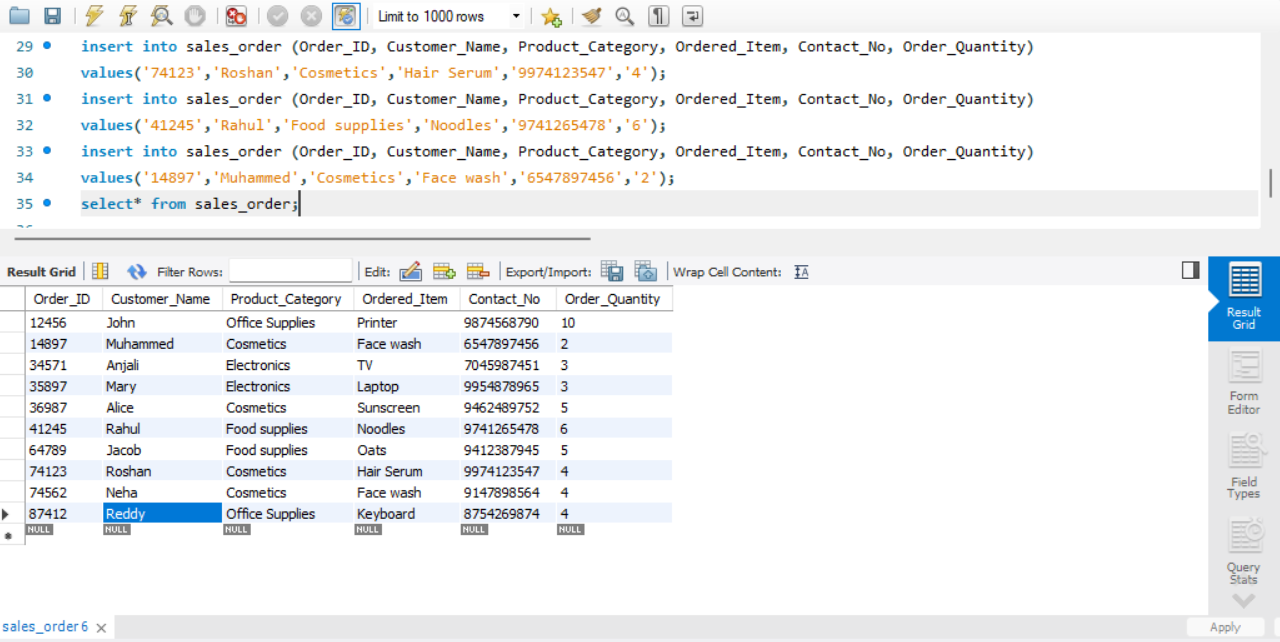 Limit to 1000 rows
29 insert into sales_order (Order_ID, Customer_Name, Product_Category, Ordered_Item, Contact_No, Order_Quantity)
30 values('74123','Roshan','Cosmetics','Hair Serum','9974123547','4');
31 insert into sales_order (Order_ID, Customer_Name, Product_Category, Ordered_Item, Contact_No, Order_Quantity)
32 values('41245','Rahul','Food supplies','Noodles','9741265478','6');
33 insert into sales_order (Order_ID, Customer_Name, Product_Category, Ordered_Item, Contact_No, Order_Quantity)
34 values('14897','Muhammed','Cosmetics','Face wash','6547897456','2');
35 select* from sales_order;
Result Grid Filter Rows: Edit: Export/Import: Wrap Cell Content: IA
Order_ID Customer_Name Product_Category Ordered_Item Contact_No Order_Quantity
12456 John Office Supplies Printer 9874568790 10
14897 Muhammed Cosmetics Face wash 6547897456 2
34571 Anjali Electronics TV 7045987451 3
35897 Mary Electronics Laptop 9954878965 3
36987 Alice Cosmetics Sunscreen 9462489752 5
41245 Rahul Food supplies Noodles 9741265478 6
64789 Jacob Food supplies Oats 9412387945 5
74123 Roshan Cosmetics Hair Serum 9974123547 4
74562 Neha Cosmetics Face wash 9147898564 4
87412 Reddy Office Supplies Keyboard 8754269874 4
NULL NULL NULL NULL NULL NULL
Result
Grid
Form
Editor
Field
Types
Query
Stats
sales_order 6
Apply